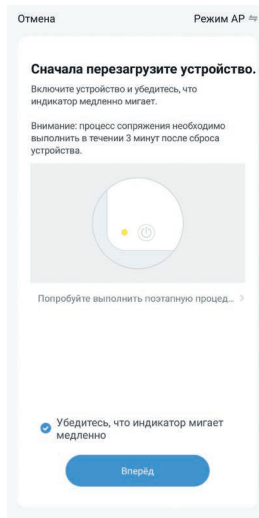 Отмена Режим AP
Сначала перезагрузите устройство.
Включите устройство и убедитесь, что
индикатор медленно мигает.
Внимание: процесс сопряжения необходимо
выполнить в течении 3 минут после сброса
устройства.
Попробуйте выполнить поэтапную процед...
Убедитесь, что индикатор мигает
медленно
Вперёд